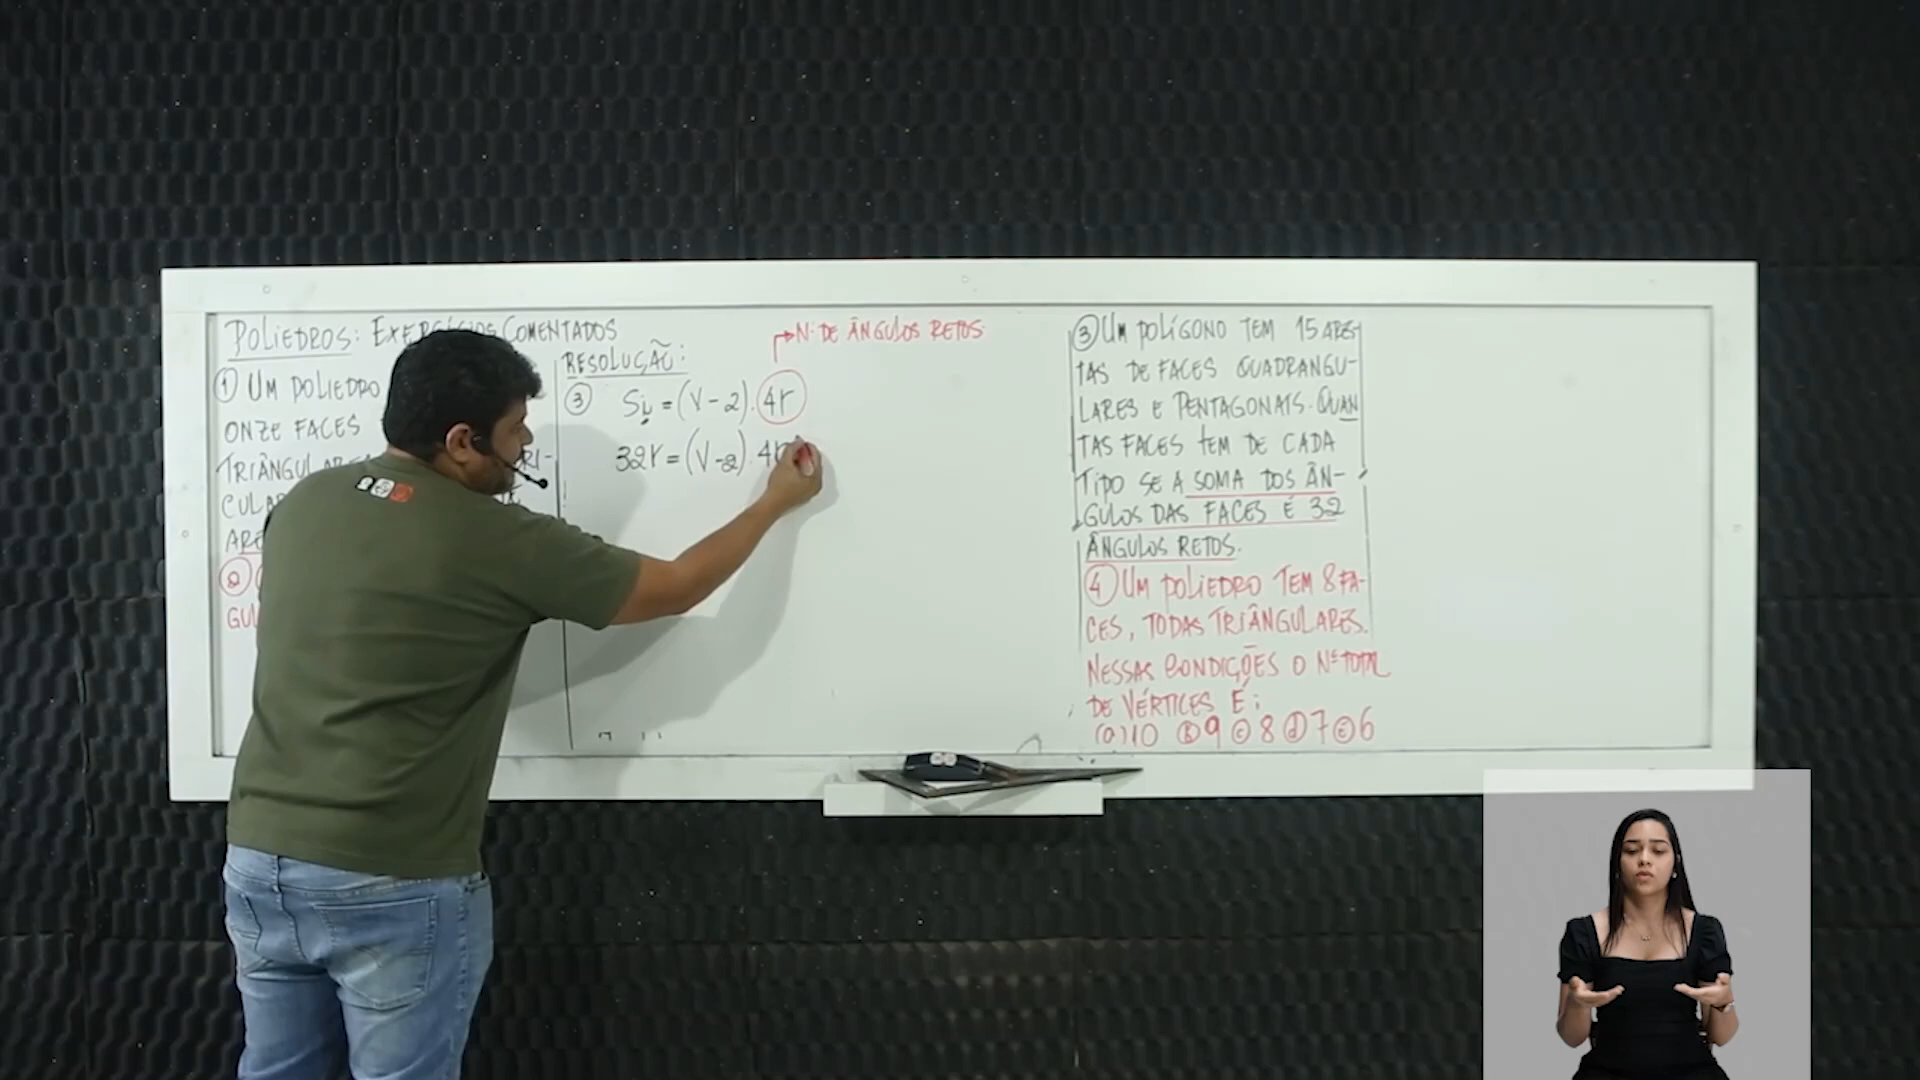 POLIEDROS: EXERCÍCIOS COMENTADOS
① UM POLIEDRO
ONZE FACES
ARE
②
GUL
RESOLUÇÃO:
③ Si = (V - 2) . 4r
→ N. DE ÂNGULOS RETOS.
32r = (V - 2) . 4r
③ UM POLÍGONO TEM 15 ARES
TAS DE FACES QUADRANGU-
LARES E PENTAGONAIS. QUAN
TAS FACES TEM DE CADA
TIPO SE A SOMA DOS ÂN-
GULOS DAS FACES É 32
ÂNGULOS RETOS.
④ UM POLIEDRO TEM 8 FA-
CES, TODAS TRIÂNGULARES.
NESSAS CONDIÇÕES O Nº TOTAL
DE VÉRTICES É:
(a) 10 ⓑ 9 ⓒ 8 ⓓ 7 ⓔ 6